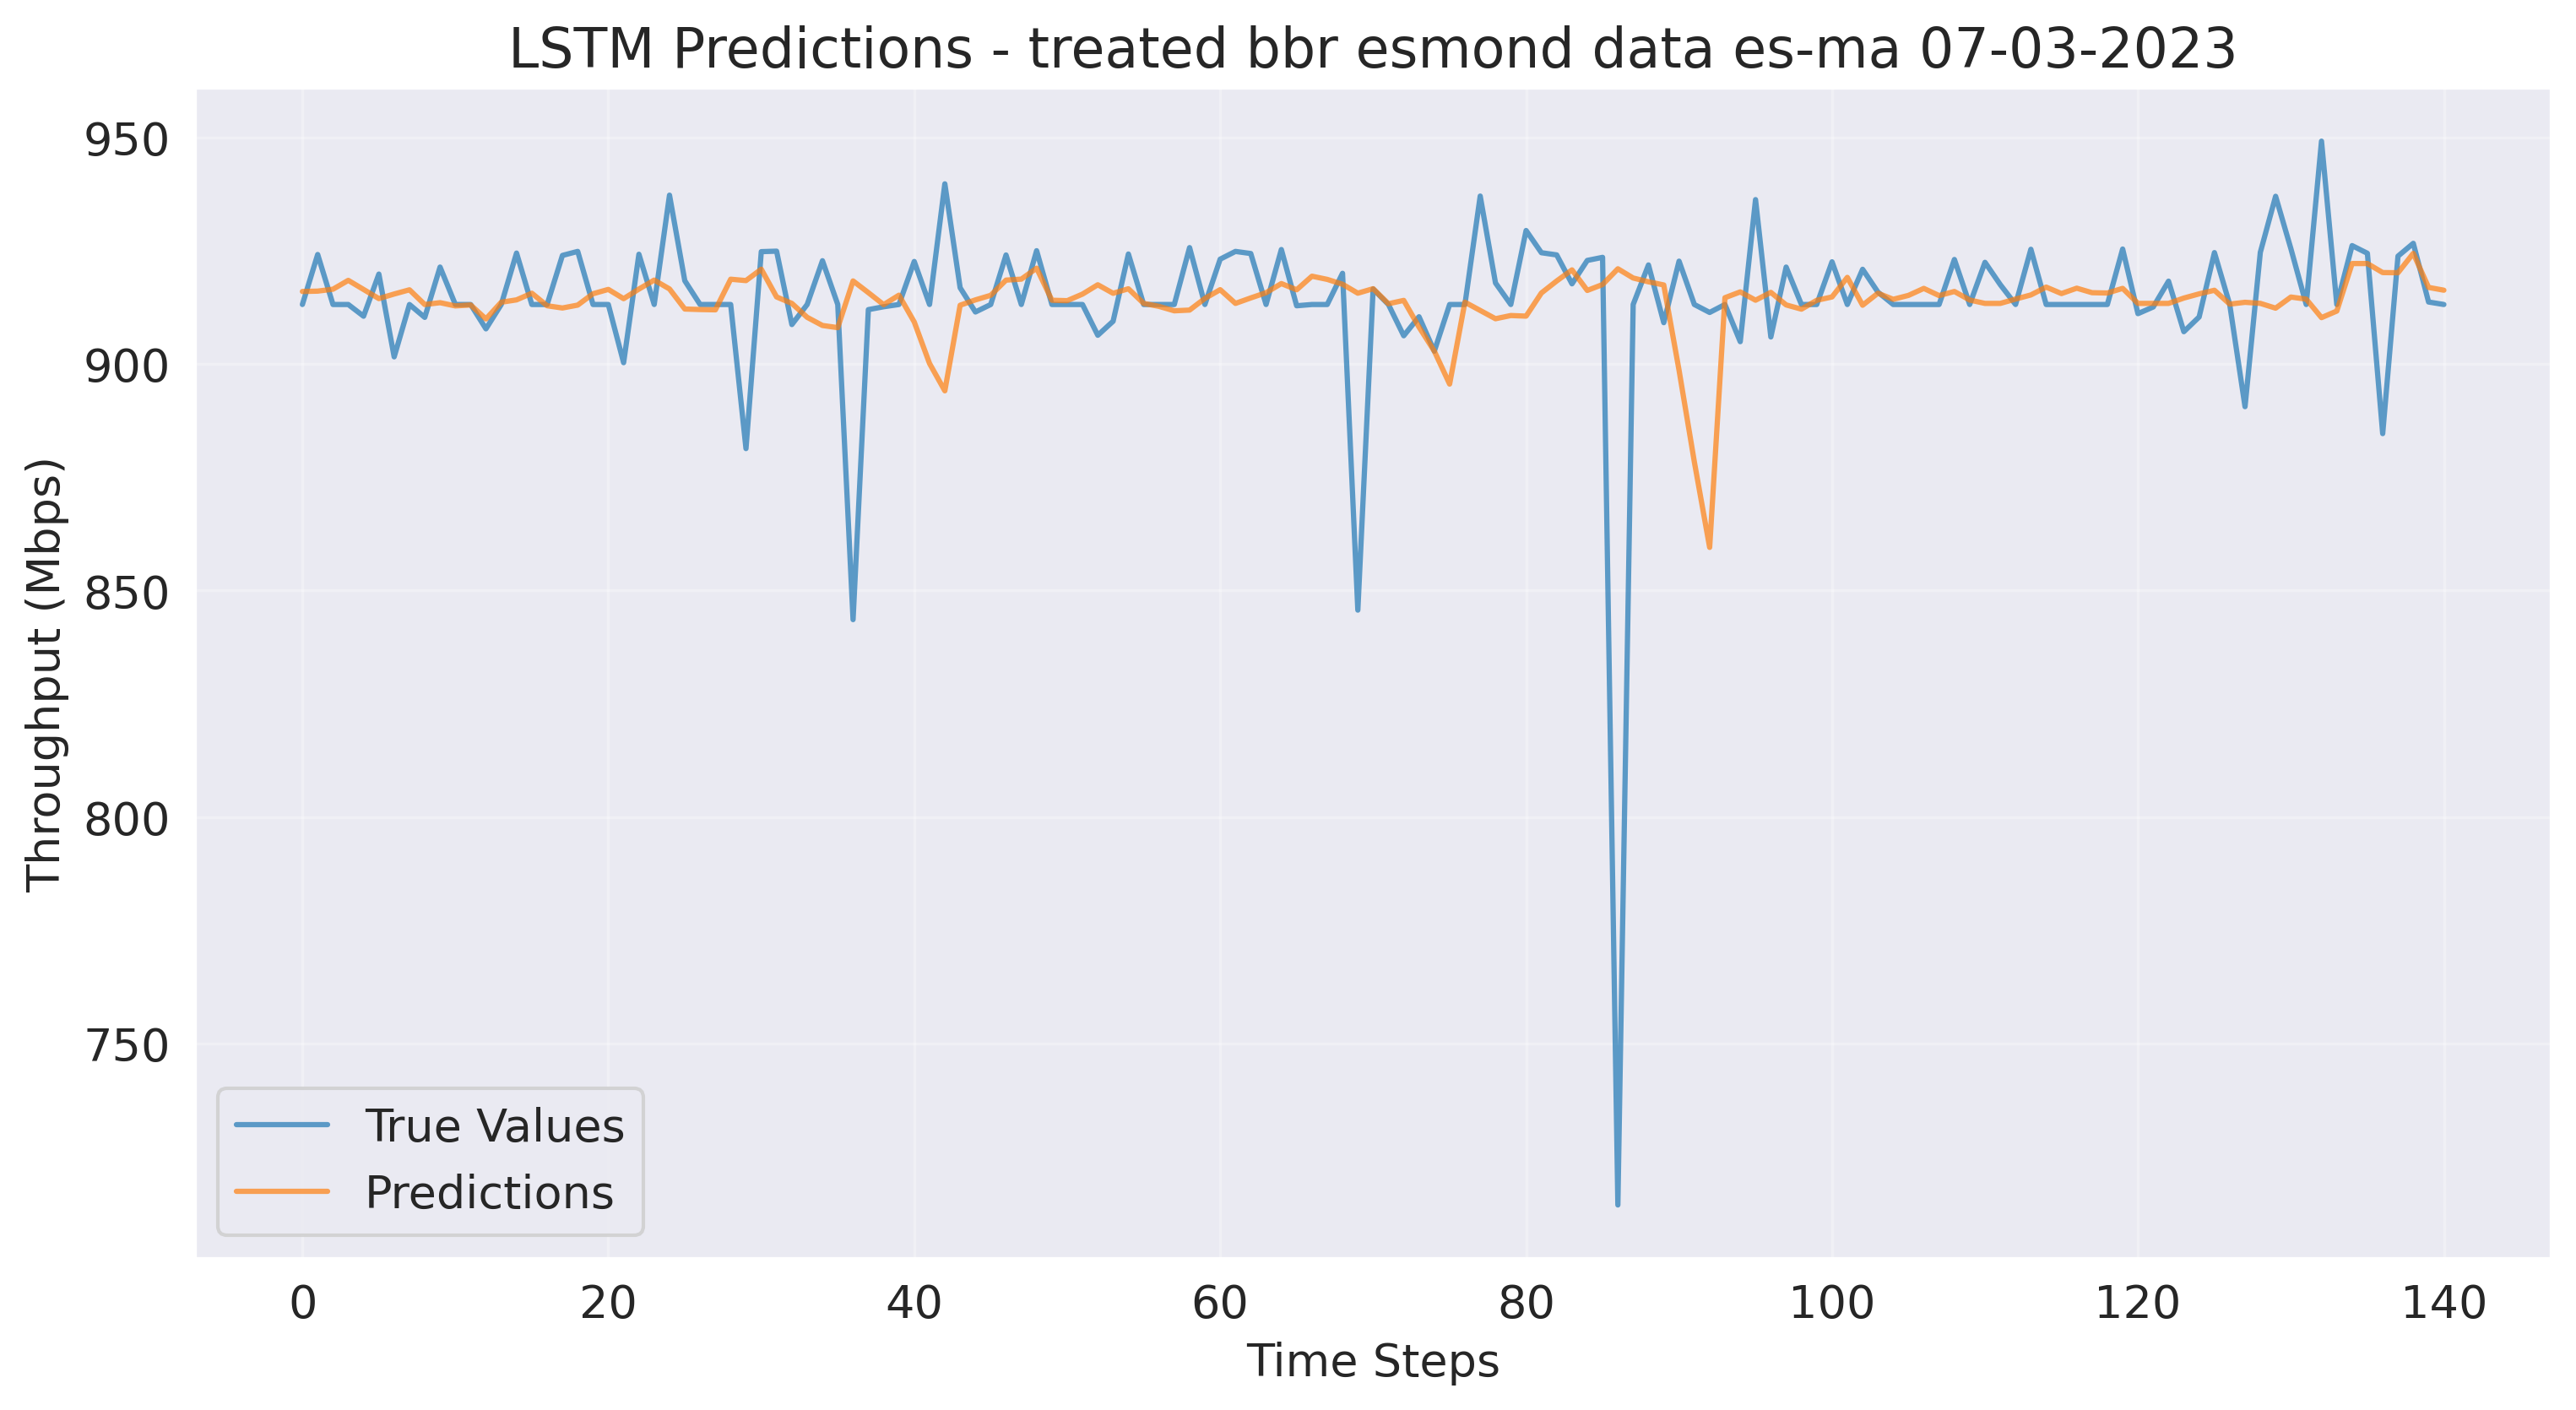 LSTM Predictions - treated bbr esmond data es-ma 07-03-2023
950
900
850
800
750
Throughput (Mbps)
True Values
Predictions
0 20 40 60 80 100 120 140
Time Steps